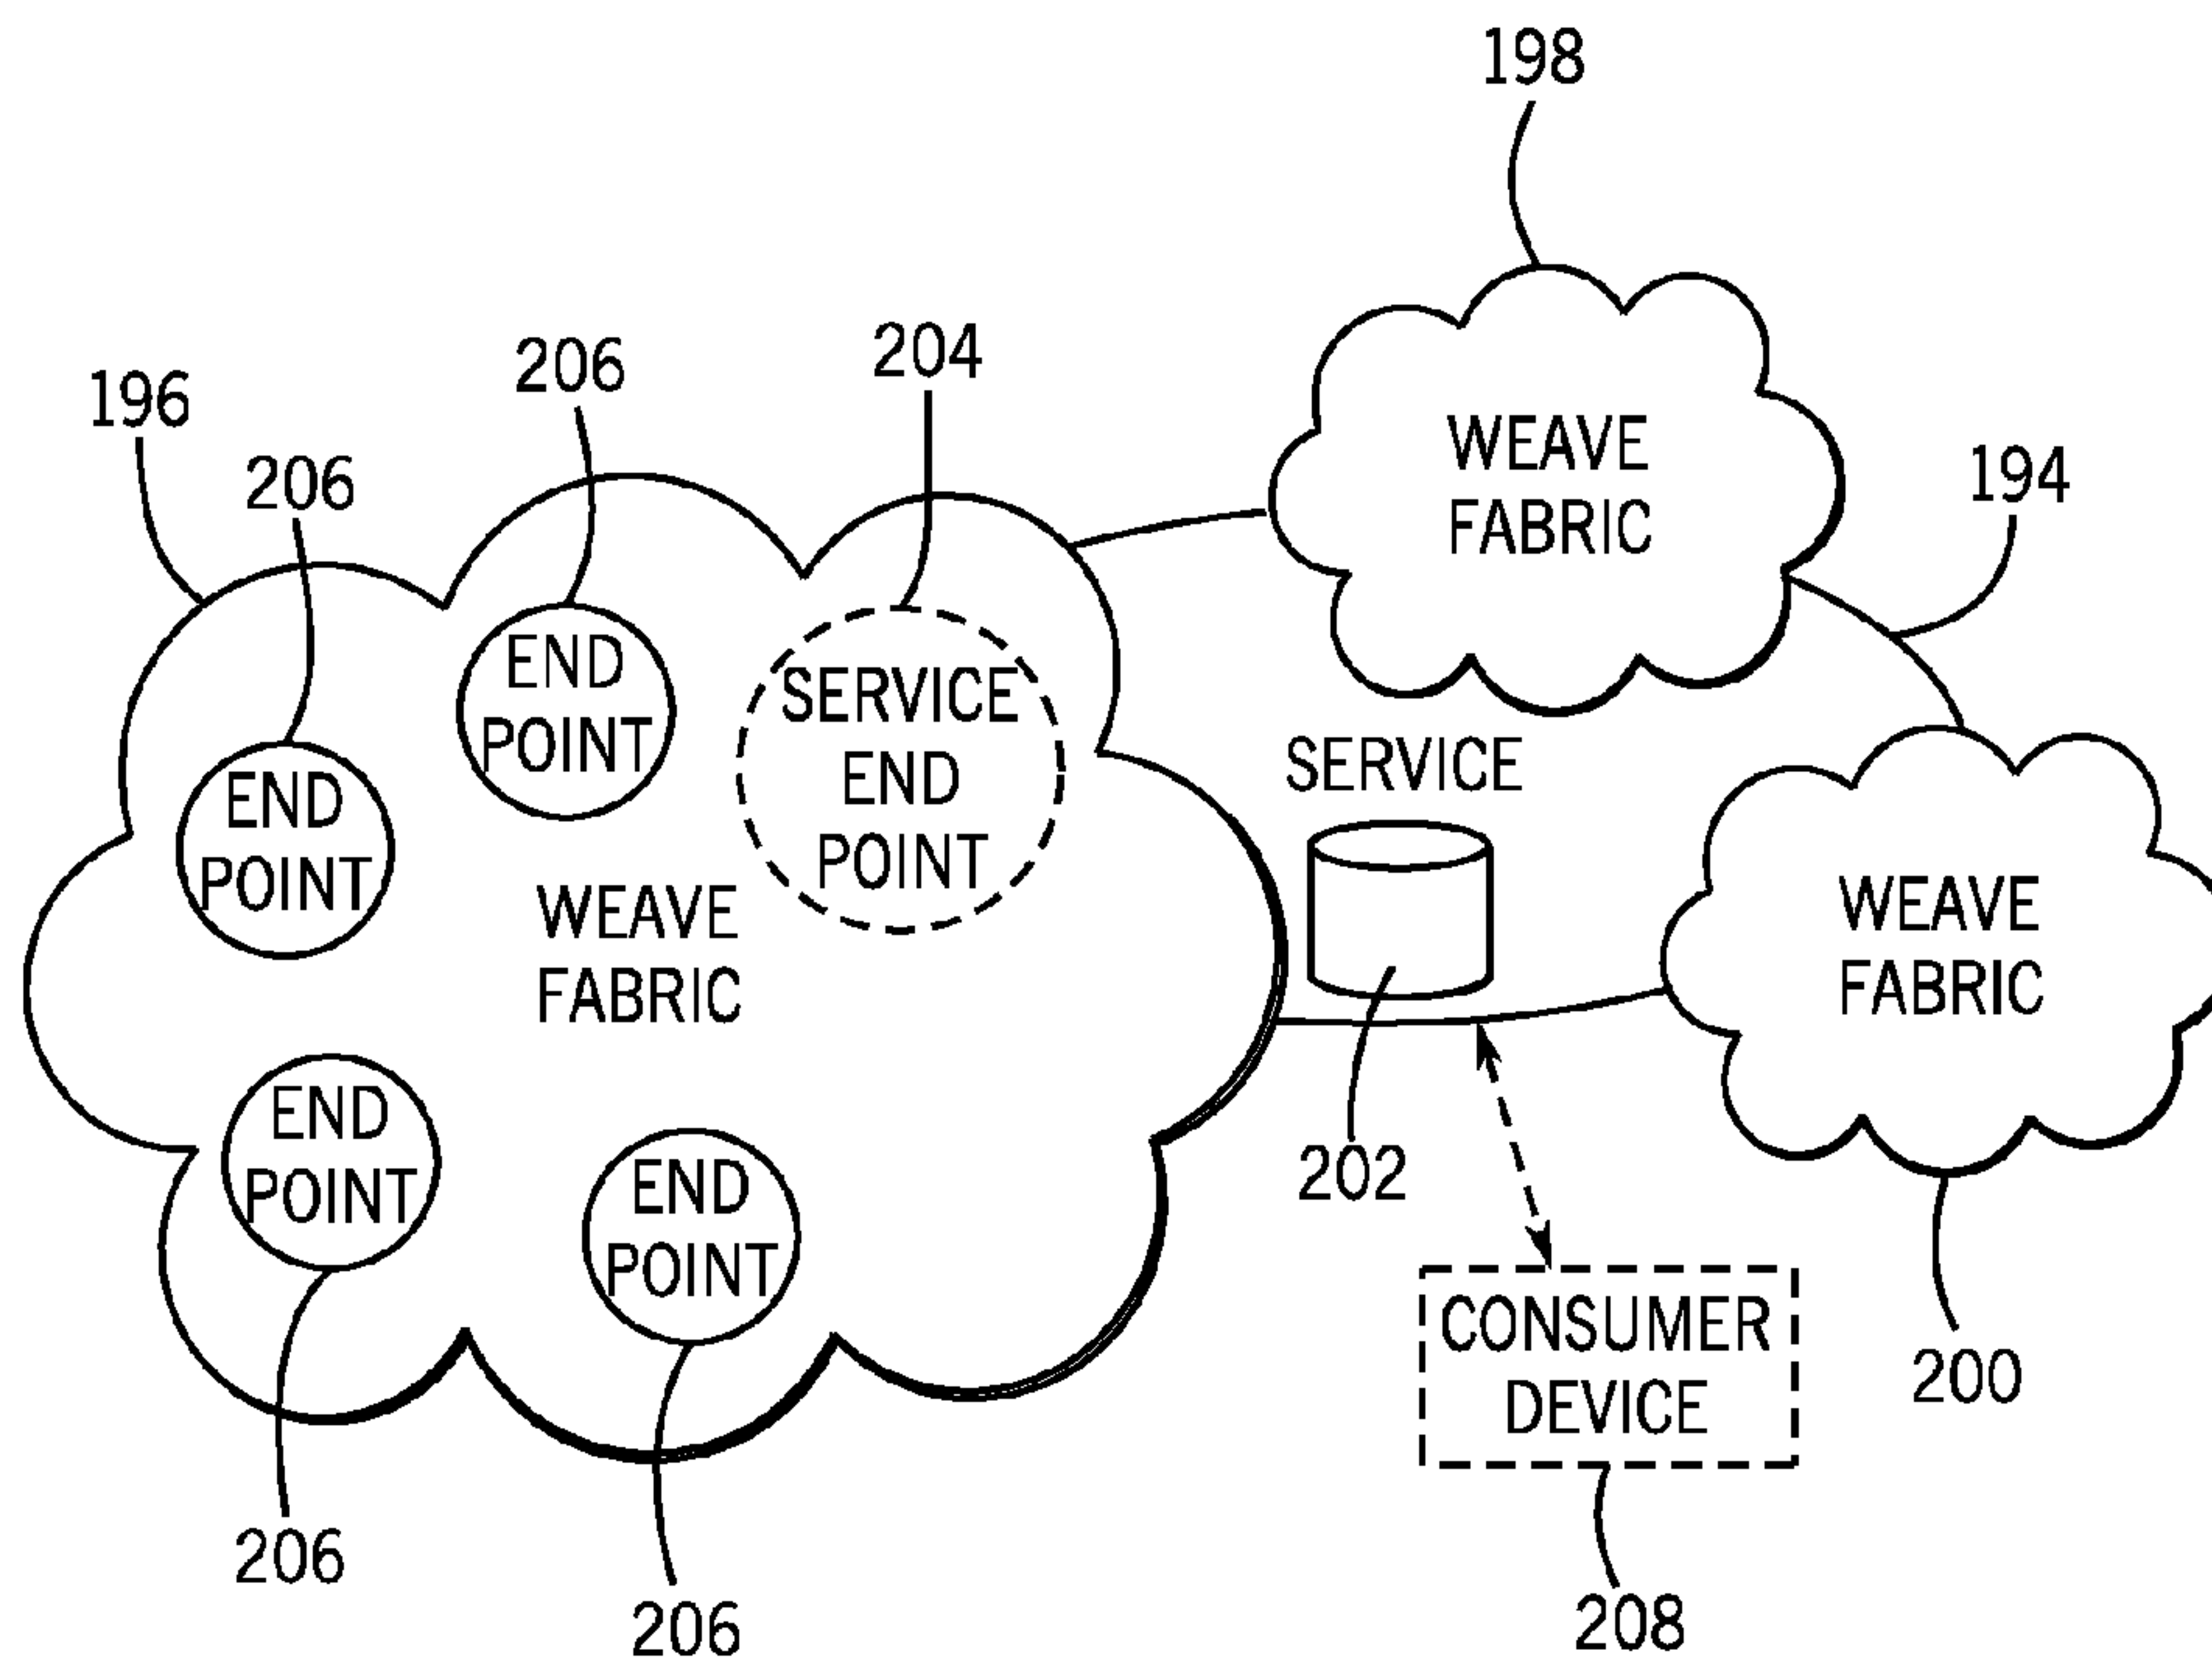 198
204
206
196
WEAVE
FABRIC
194
206
END
POINT
SERVICE
END
POINT
SERVICE
END
POINT
WEAVE
FABRIC
WEAVE
FABRIC
END
POINT
END
POINT
202
CONSUMER
DEVICE
200
206
206
208